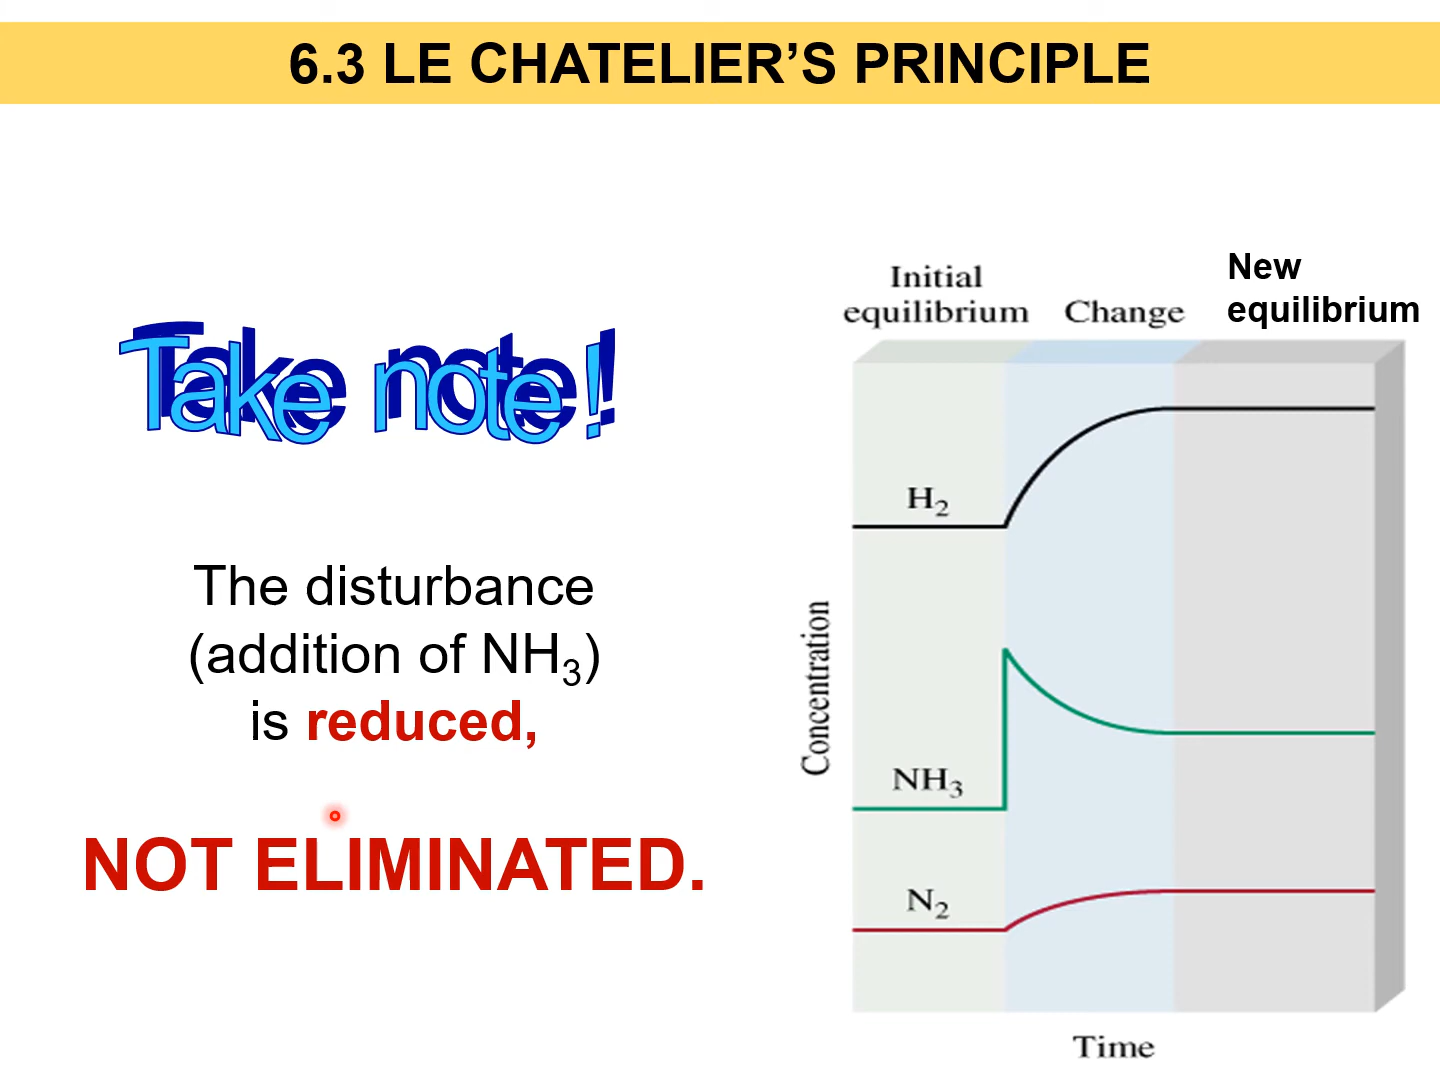 6.3 LE CHATELIER’S PRINCIPLE
Take note!
The disturbance
(addition of NH₃)
is reduced,
NOT ELIMINATED.
Initial
equilibrium
Change
New
equilibrium
H₂
NH₃
N₂
Concentration
Time